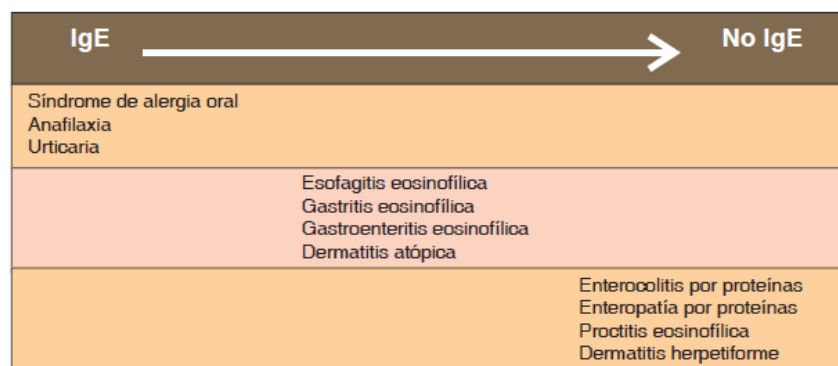 IgE No IgE
Síndrome de alergia oral
Anafilaxia
Urticaria
Esofagitis eosinofílica
Gastritis eosinofílica
Gastroenteritis eosinofílica
Dermatitis atópica
Enterocolitis por proteínas
Enteropatía por proteínas
Proctitis eosinofílica
Dermatitis herpetiforme